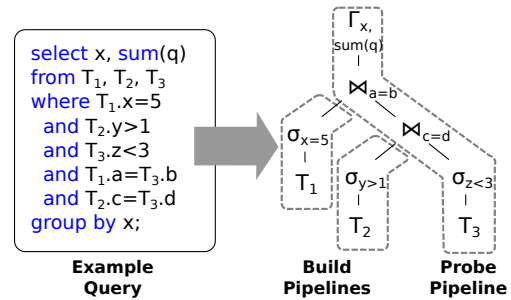 select x, sum(q)
from T₁, T₂, T₃
where T₁.x=5
and T₂.y>1
and T₃.z<3
and T₁.a=T₃.b
and T₂.c=T₃.d
group by x;
Example
Query
Γx,
sum(q)
⋈a=b
σx=5
⋈c=d
T₁
σy>1
σz<3
T₂
T₃
Build
Pipelines
Probe
Pipeline